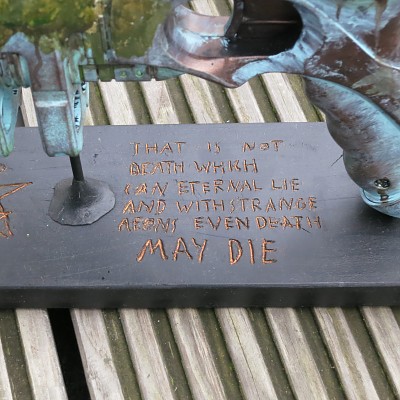 THAT IS NOT
DEATH WHICH
CAN ETERNAL LIE
AND WITH STRANGE
AEONS EVEN DEATH
MAY DIE